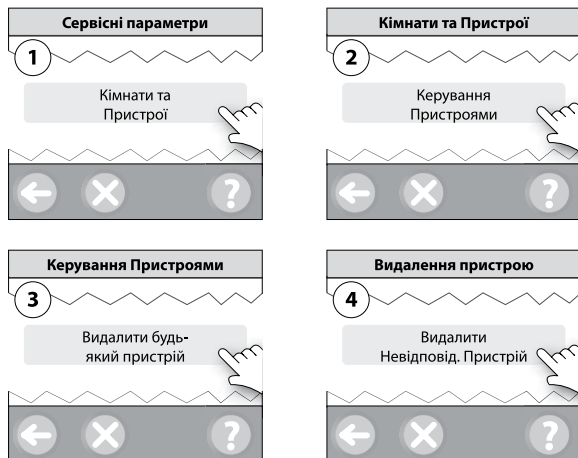 Сервісні параметри
1
Кімнати та
Пристрої
?
Кімнати та Пристрої
2
Керування
Пристроями
?
Керування Пристроями
3
Видалити будь-
який пристрій
?
Видалення пристрою
4
Видалити
Невідповід. Пристрій
?